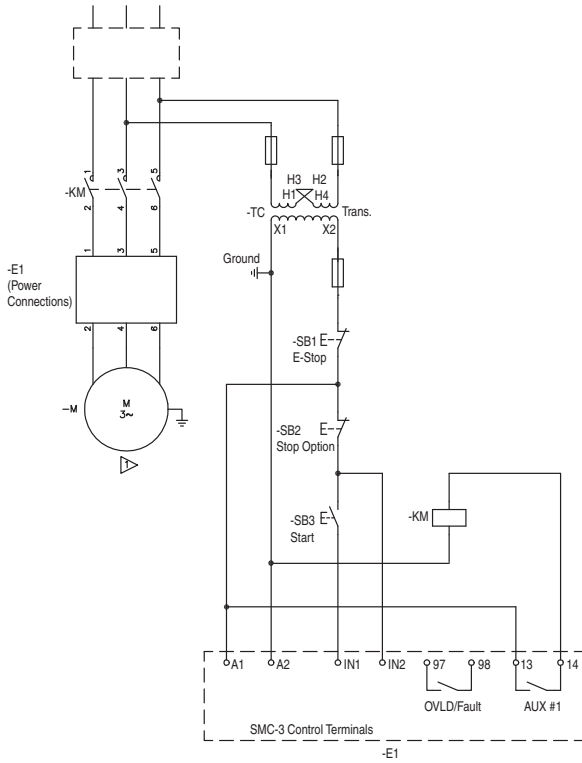 1 3 5
-KM
2 4 6
1 3 5
-E1
(Power
Connections)
2 4 6
-M
M
3~
1
H3 H2
H1 H4
-TC Trans.
X1 X2
Ground
-SB1
E-Stop
-SB2
Stop Option
-SB3
Start
-KM
A1 A2 IN1 IN2 97 98 13 14
OVLD/Fault AUX #1
SMC-3 Control Terminals
-E1